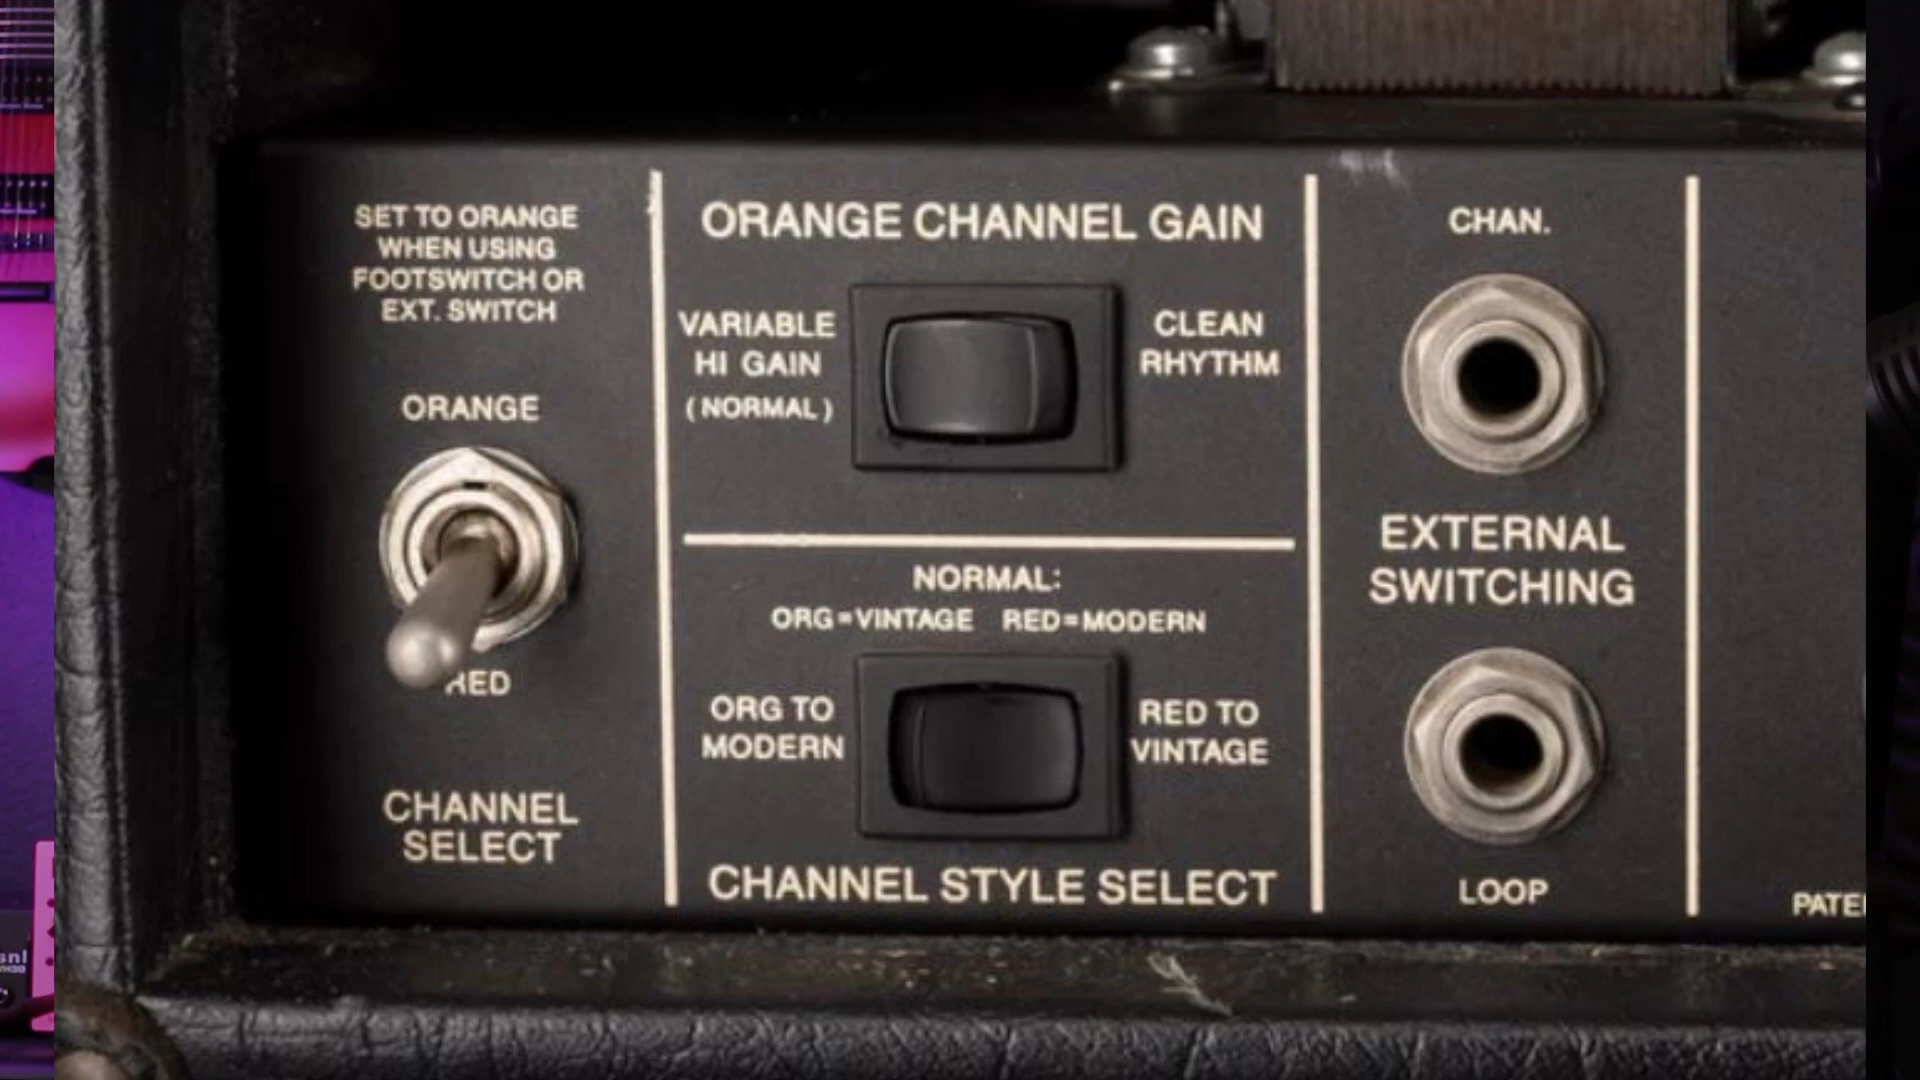 SET TO ORANGE
WHEN USING
FOOTSWITCH OR
EXT. SWITCH
ORANGE
RED
CHANNEL
SELECT
ORANGE CHANNEL GAIN
VARIABLE
HI GAIN
(NORMAL)
CLEAN
RHYTHM
NORMAL:
ORG=VINTAGE RED=MODERN
ORG TO
MODERN
RED TO
VINTAGE
CHANNEL STYLE SELECT
CHAN.
EXTERNAL
SWITCHING
LOOP